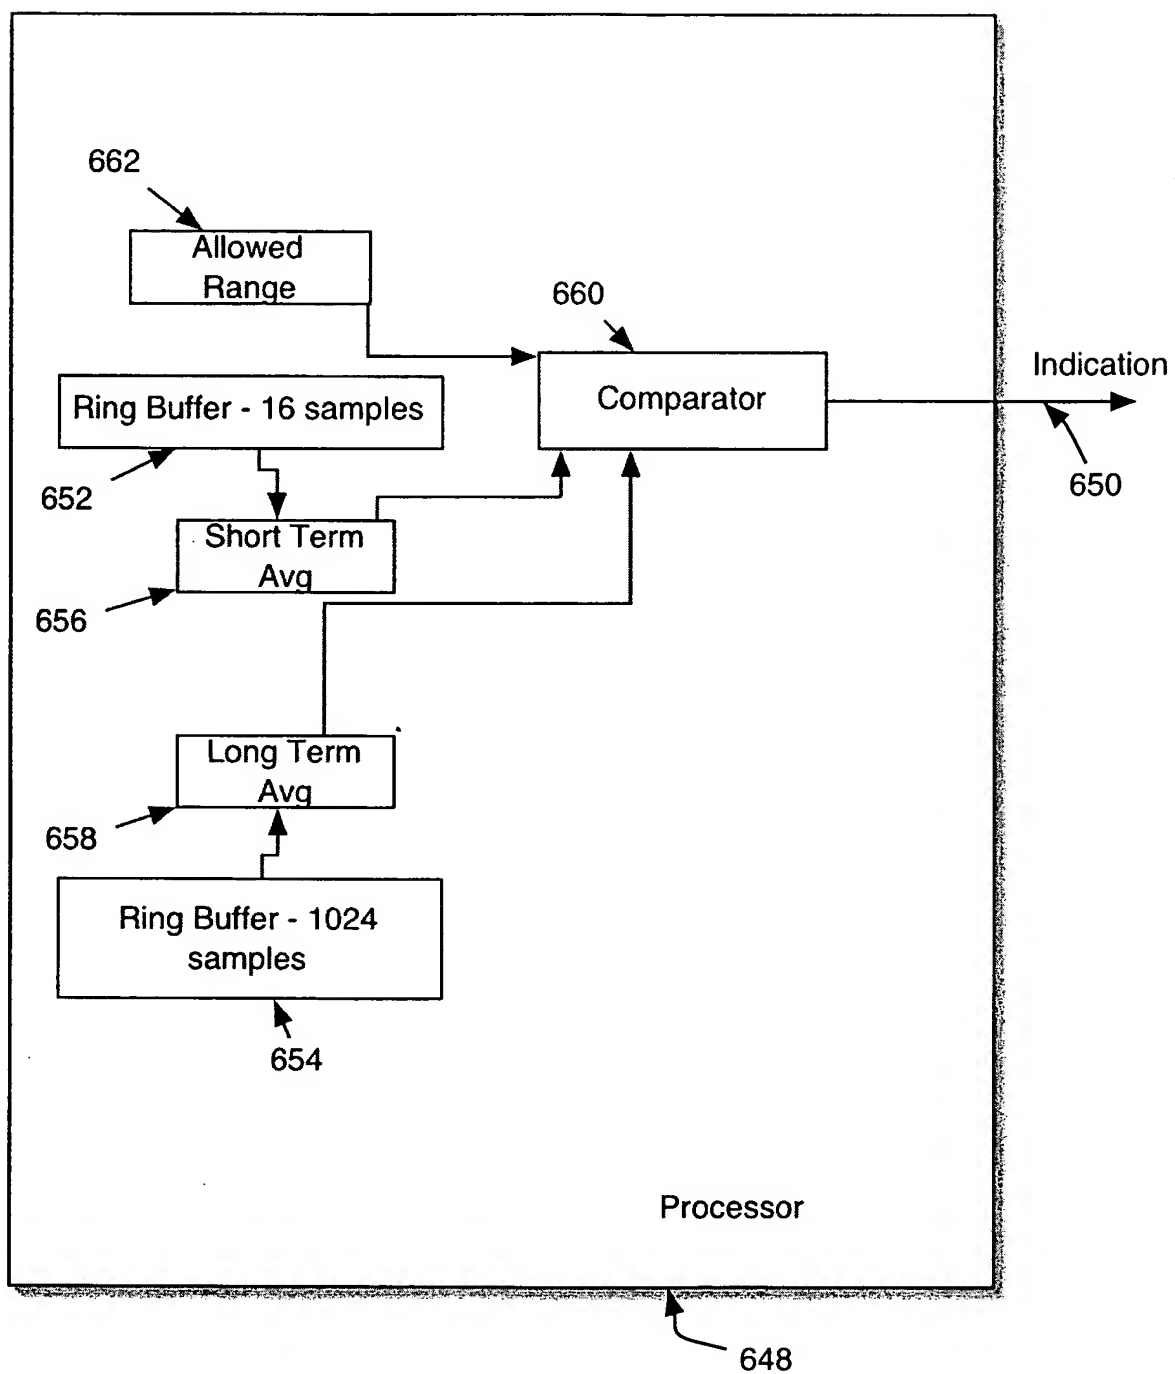 662
Allowed
Range
660
Indication
Ring Buffer - 16 samples
Comparator
652
650
Short Term
Avg
656
Long Term
Avg
658
Ring Buffer - 1024
samples
654
Processor
648